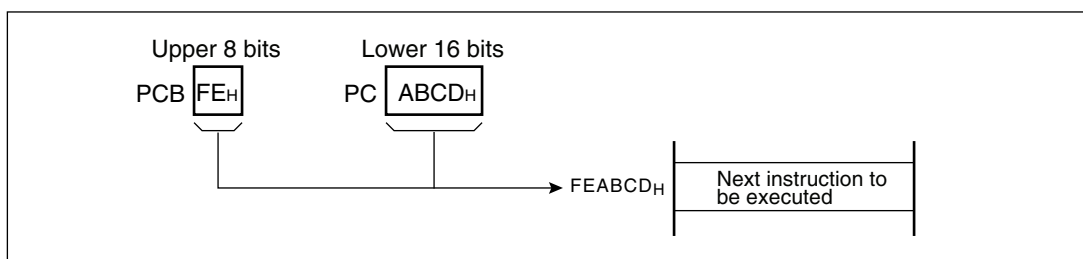 Upper 8 bits
Lower 16 bits
PCB FEH
PC ABCDH
FEABCDH
Next instruction to
be executed